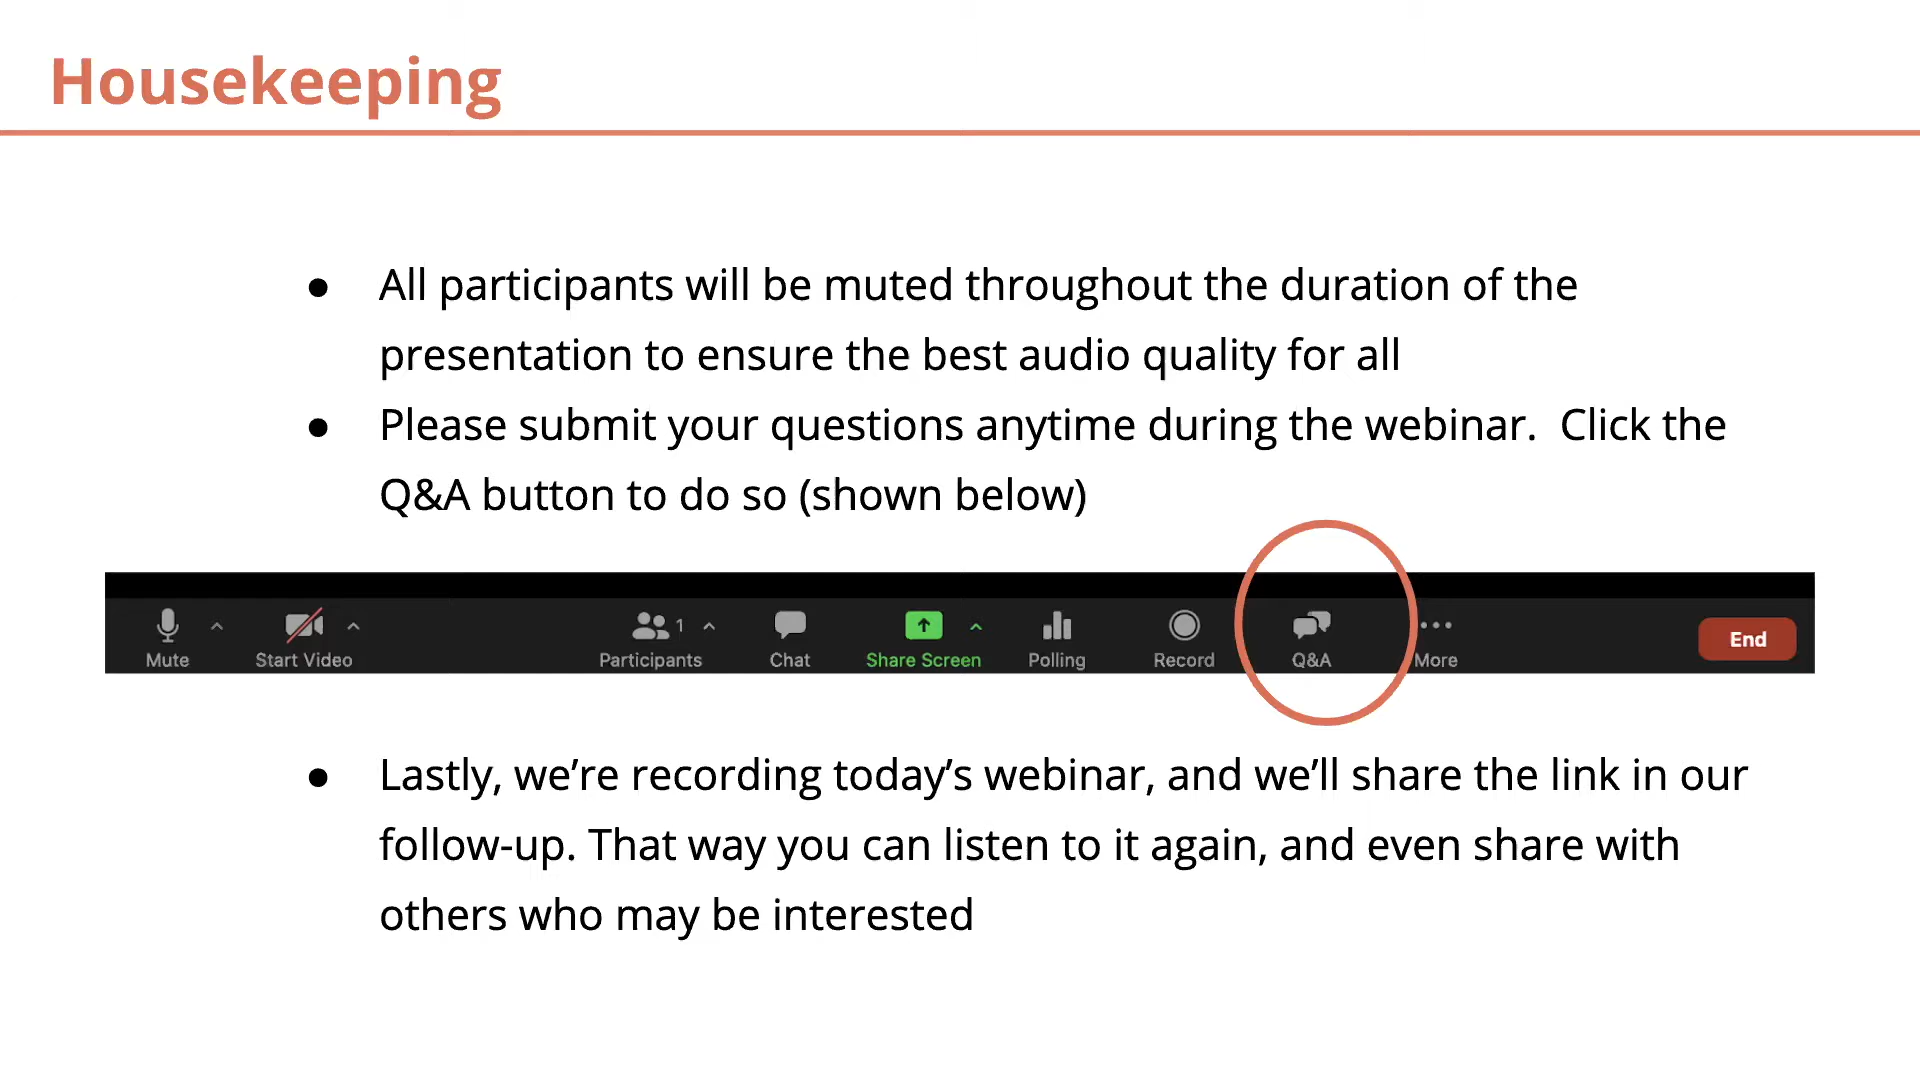 Housekeeping
● All participants will be muted throughout the duration of the
presentation to ensure the best audio quality for all
● Please submit your questions anytime during the webinar.  Click the
Q&A button to do so (shown below)
Mute Start Video Participants 1 Chat Share Screen Polling Record Q&A More End
● Lastly, we’re recording today’s webinar, and we’ll share the link in our
follow-up. That way you can listen to it again, and even share with
others who may be interested